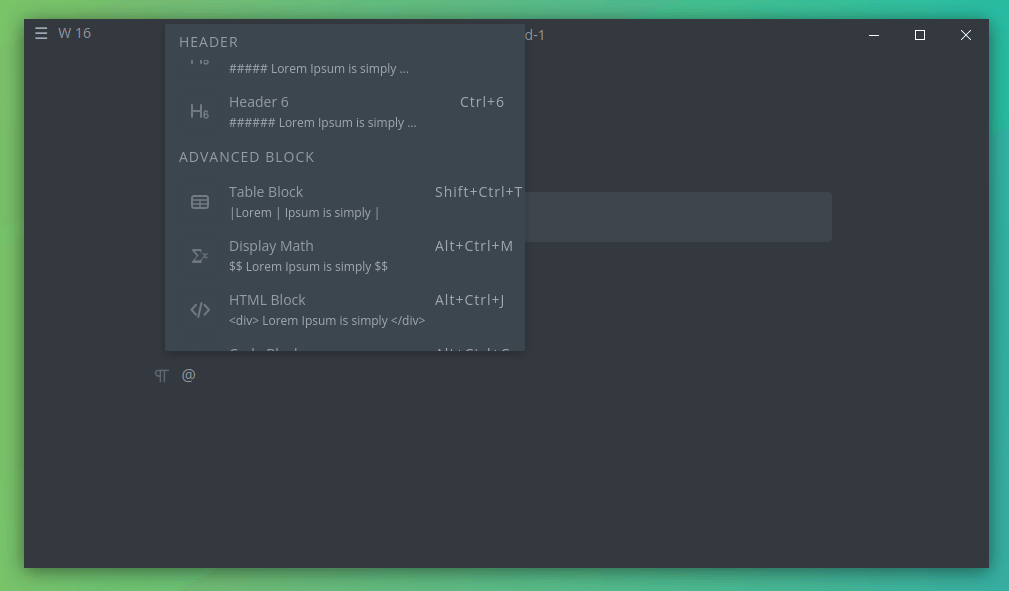 W 16
d-1
HEADER
##### Lorem Ipsum is simply ...
H6
Header 6
Ctrl+6
###### Lorem Ipsum is simply ...
ADVANCED BLOCK
Table Block
Shift+Ctrl+T
|Lorem | Ipsum is simply |
Display Math
Alt+Ctrl+M
$$ Lorem Ipsum is simply $$
HTML Block
Alt+Ctrl+J
<div> Lorem Ipsum is simply </div>
@